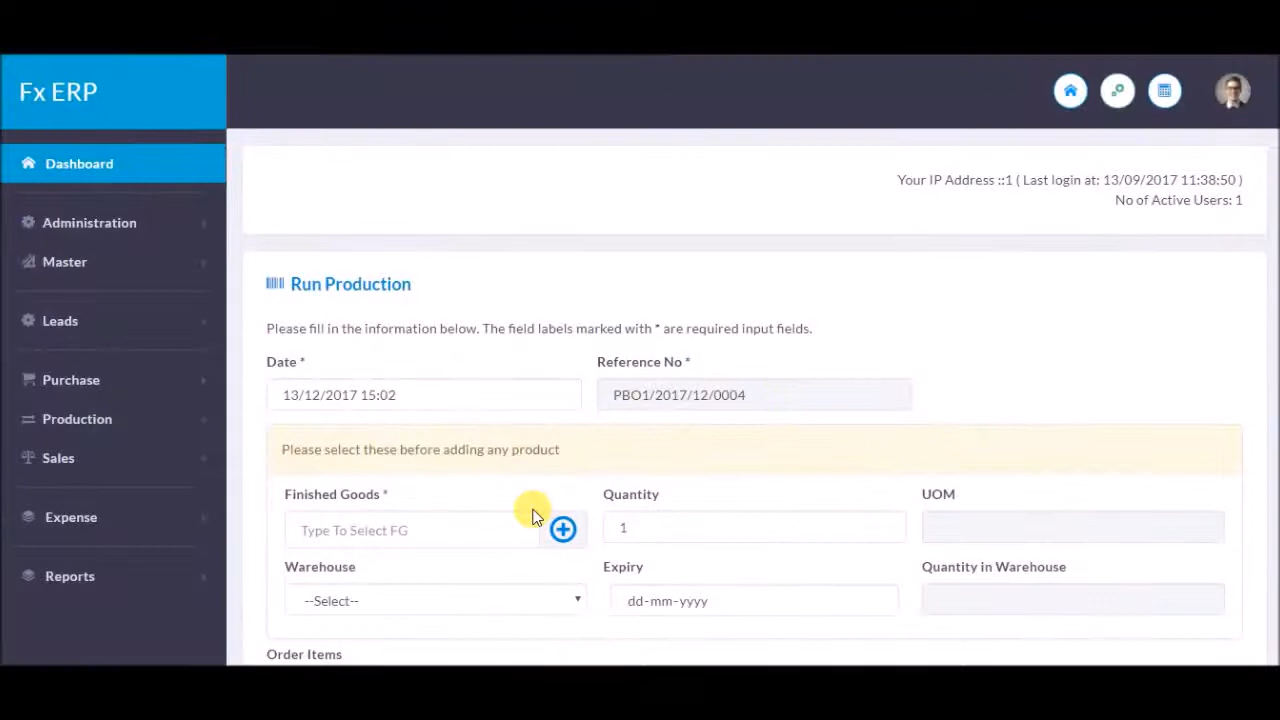 Fx ERP
Dashboard
Administration
Master
Leads
Purchase
Production
Sales
Expense
Reports
Your IP Address ::1 ( Last login at: 13/09/2017 11:38:50 )
No of Active Users: 1
Run Production
Please fill in the information below. The field labels marked with * are required input fields.
Date * Reference No *
13/12/2017 15:02 PBO1/2017/12/0004
Please select these before adding any product
Finished Goods * Quantity UOM
Type To Select FG 1
Warehouse Expiry Quantity in Warehouse
--Select-- dd-mm-yyyy
Order Items